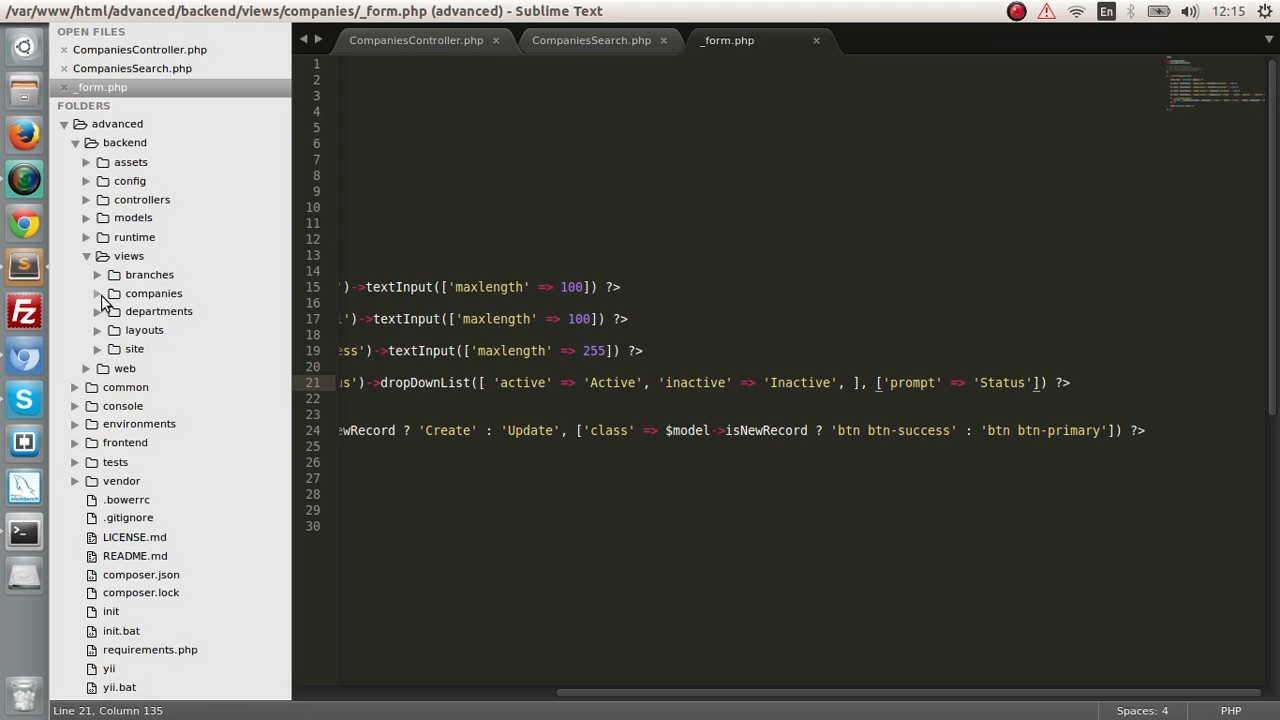 /var/www/html/advanced/backend/views/companies/_form.php (advanced) - Sublime Text
En
12:15
OPEN FILES
CompaniesController.php
CompaniesSearch.php
_form.php
FOLDERS
advanced
backend
assets
config
controllers
models
runtime
views
branches
companies
departments
layouts
site
web
common
console
environments
frontend
tests
vendor
.bowerrc
.gitignore
LICENSE.md
README.md
composer.json
composer.lock
init
init.bat
requirements.php
yii
yii.bat
CompaniesController.php
CompaniesSearch.php
_form.php
1
2
3
4
5
6
7
8
9
10
11
12
13
14
15 ')->textInput(['maxlength' => 100]) ?>
16
17 l')->textInput(['maxlength' => 100]) ?>
18
19 ess')->textInput(['maxlength' => 255]) ?>
20
21 us')->dropDownList([ 'active' => 'Active', 'inactive' => 'Inactive', ], ['prompt' => 'Status']) ?>
22
23
24 ewRecord ? 'Create' : 'Update', ['class' => $model->isNewRecord ? 'btn btn-success' : 'btn btn-primary']) ?>
25
26
27
28
29
30
Line 21, Column 135
Spaces: 4
PHP